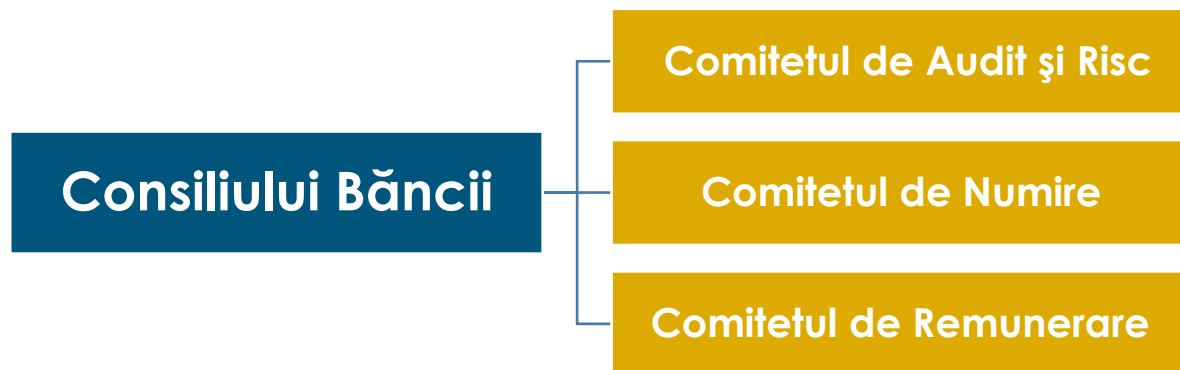 Comitetul de Audit şi Risc
Consiliului Băncii
Comitetul de Numire
Comitetul de Remunerare